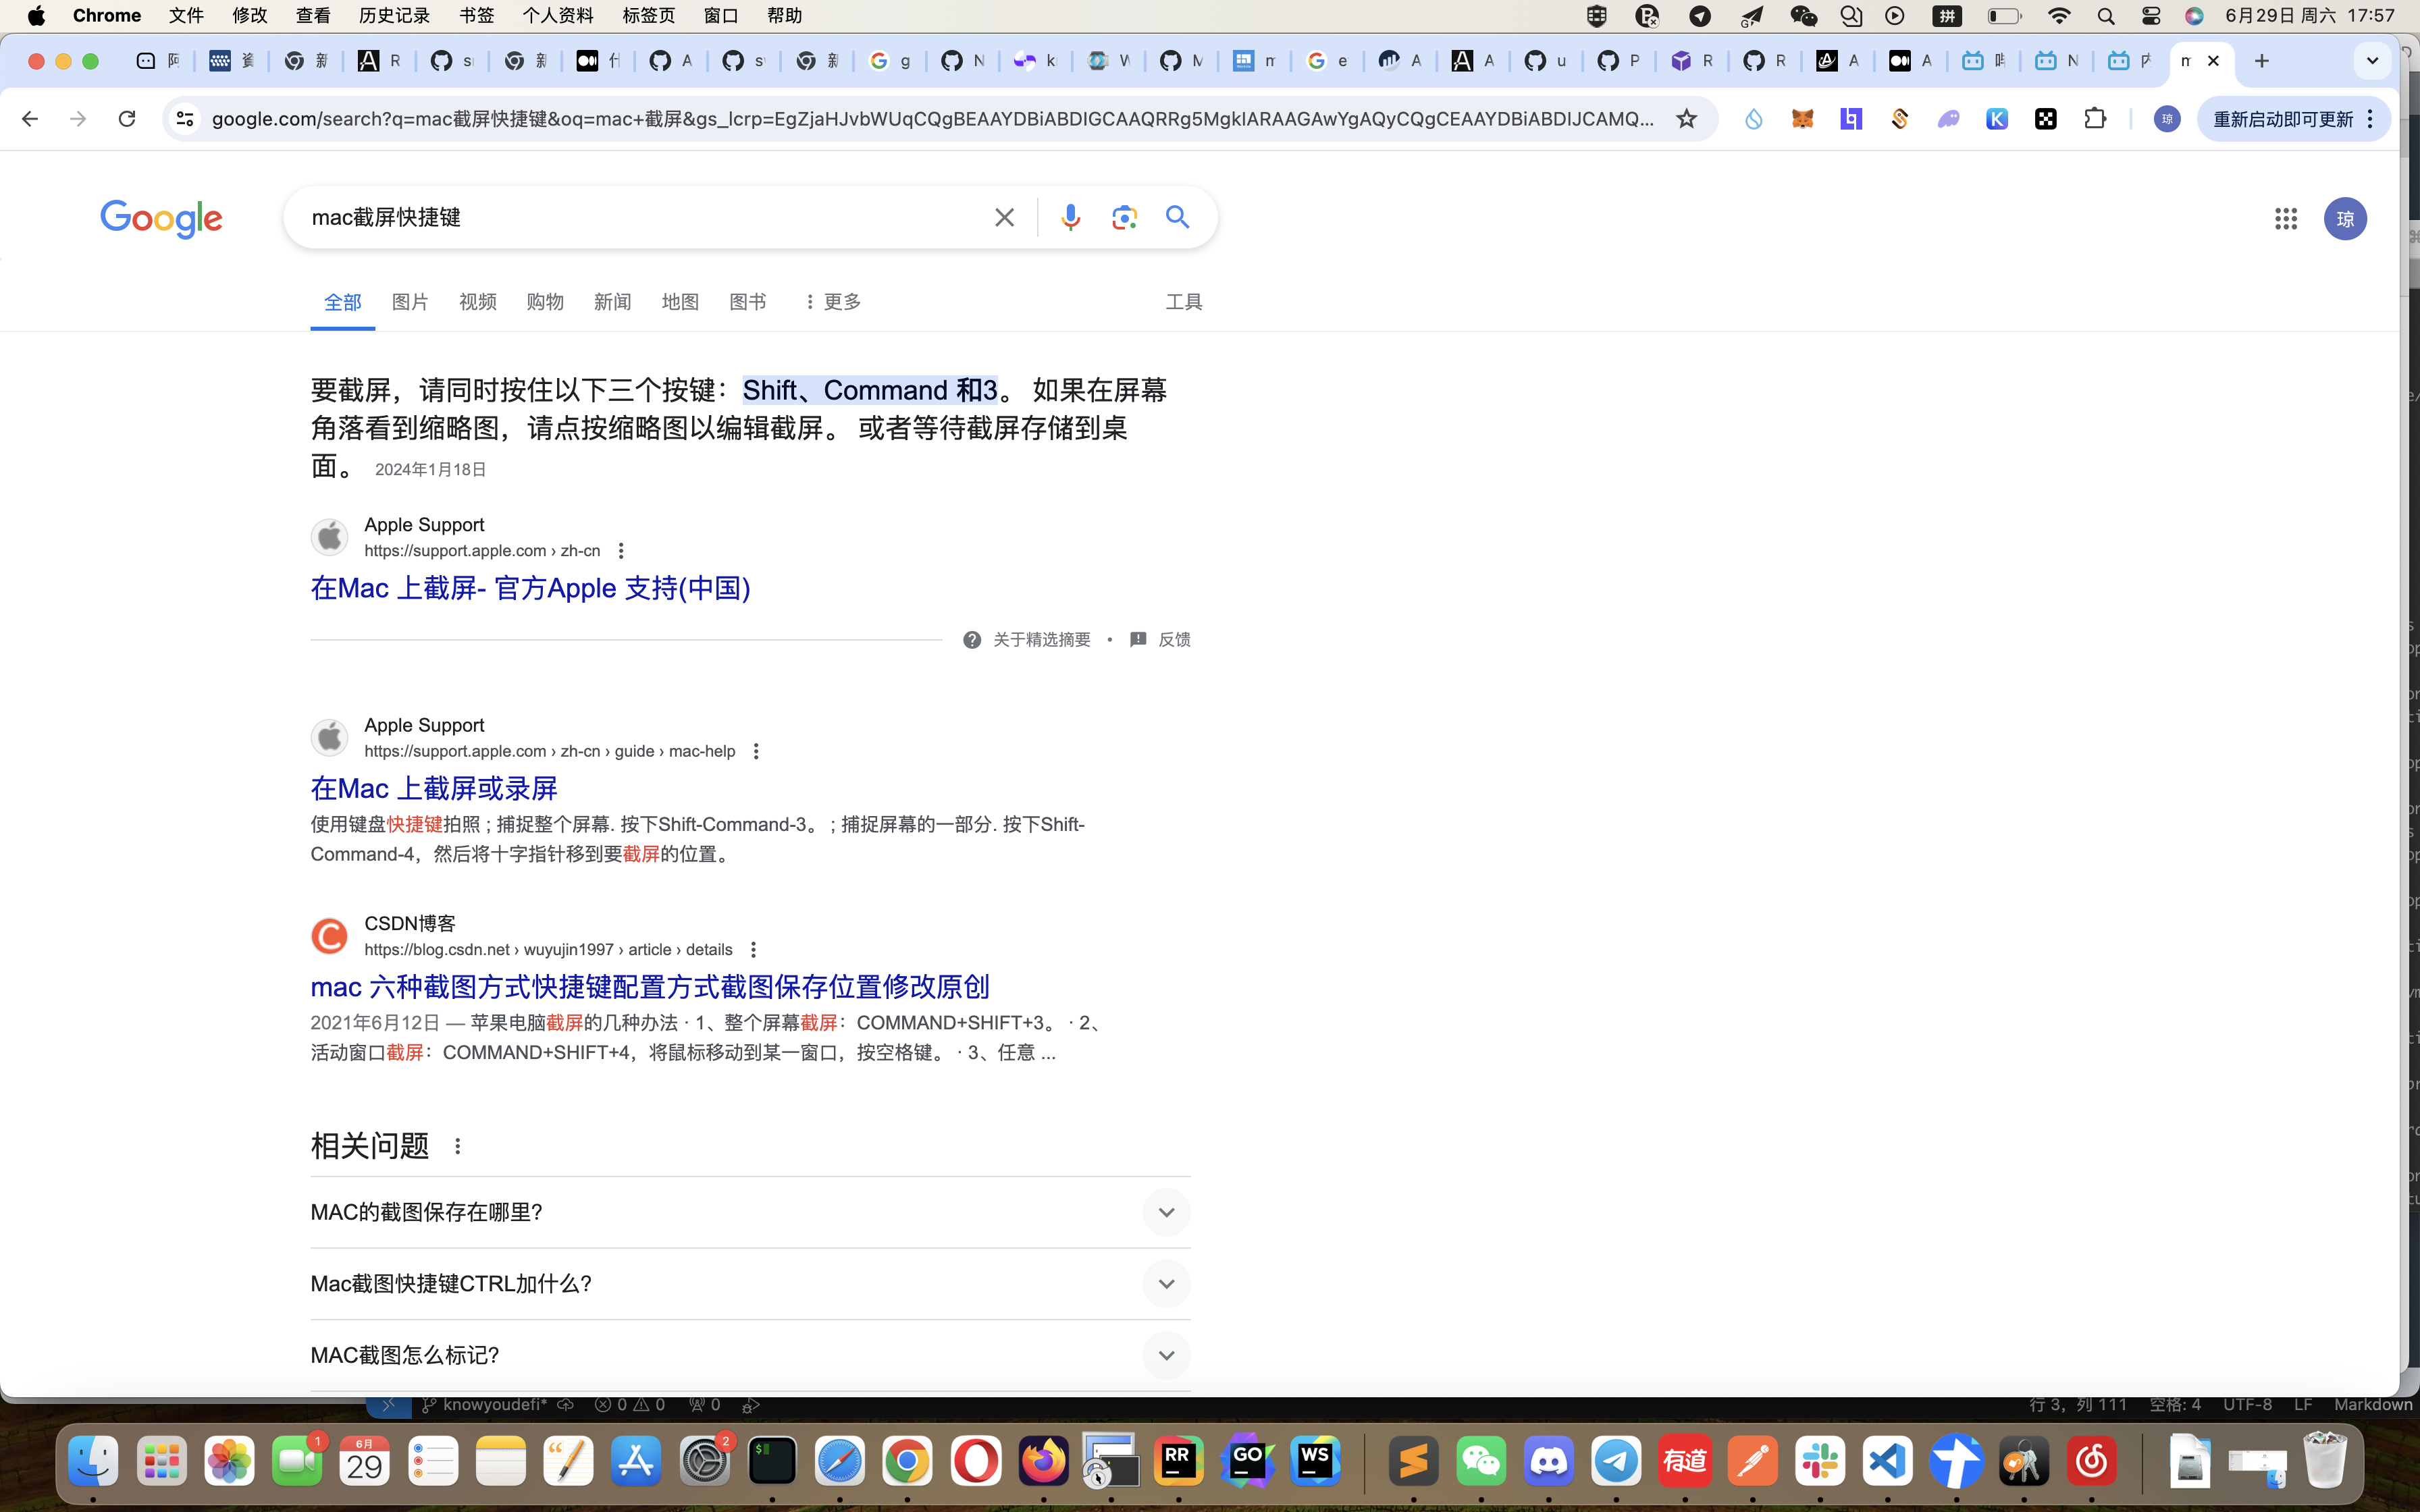 Chrome 文件 修改 查看 历史记录 书签 个人资料 标签页 窗口 帮助 拼 6月29日 周六 17:57
google.com/search?q=mac截屏快捷键&oq=mac+截屏&gs_lcrp=EgZjaHJvbWUqCQgBEAAYDBiABDIGCAAQRRg5MgkIARAAGAwYgAQyCQgCEAAYDBiABDIJCAMQ... 琼 重新启动即可更新
Google mac截屏快捷键 琼
全部 图片 视频 购物 新闻 地图 图书 更多 工具
要截屏，请同时按住以下三个按键：Shift、Command 和3。 如果在屏幕
角落看到缩略图，请点按缩略图以编辑截屏。 或者等待截屏存储到桌
面。 2024年1月18日
Apple Support
https://support.apple.com › zh-cn
在Mac 上截屏- 官方Apple 支持(中国)
关于精选摘要 • 反馈
Apple Support
https://support.apple.com › zh-cn › guide › mac-help
在Mac 上截屏或录屏
使用键盘快捷键拍照 ; 捕捉整个屏幕. 按下Shift-Command-3。 ; 捕捉屏幕的一部分. 按下Shift-
Command-4，然后将十字指针移到要截屏的位置。
CSDN博客
https://blog.csdn.net › wuyujin1997 › article › details
mac 六种截图方式快捷键配置方式截图保存位置修改原创
2021年6月12日 — 苹果电脑截屏的几种办法 · 1、整个屏幕截屏：COMMAND+SHIFT+3。 · 2、
活动窗口截屏：COMMAND+SHIFT+4，将鼠标移动到某一窗口，按空格键。 · 3、任意 ...
相关问题
MAC的截图保存在哪里?
Mac截图快捷键CTRL加什么?
MAC截图怎么标记?
knowyoudefi* 0 0 0 行 3，列 111 空格: 4 UTF-8 LF Markdown
1 6月 29 2 RR GO WS 有道